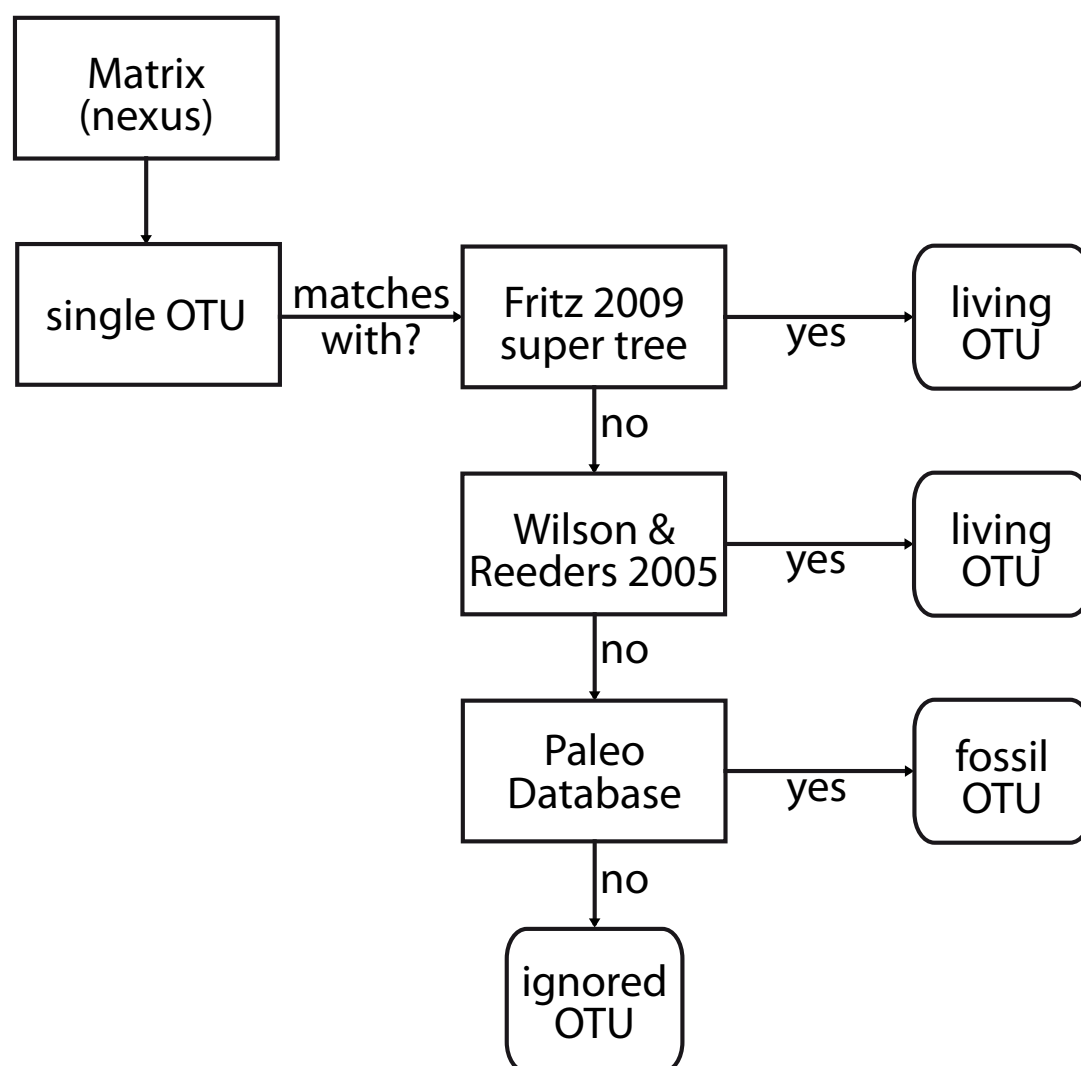 Matrix
(nexus)
single OTU
matches
with?
Fritz 2009
super tree
yes
living
OTU
no
Wilson &
Reeders 2005
yes
living
OTU
no
Paleo
Database
yes
fossil
OTU
no
ignored
OTU